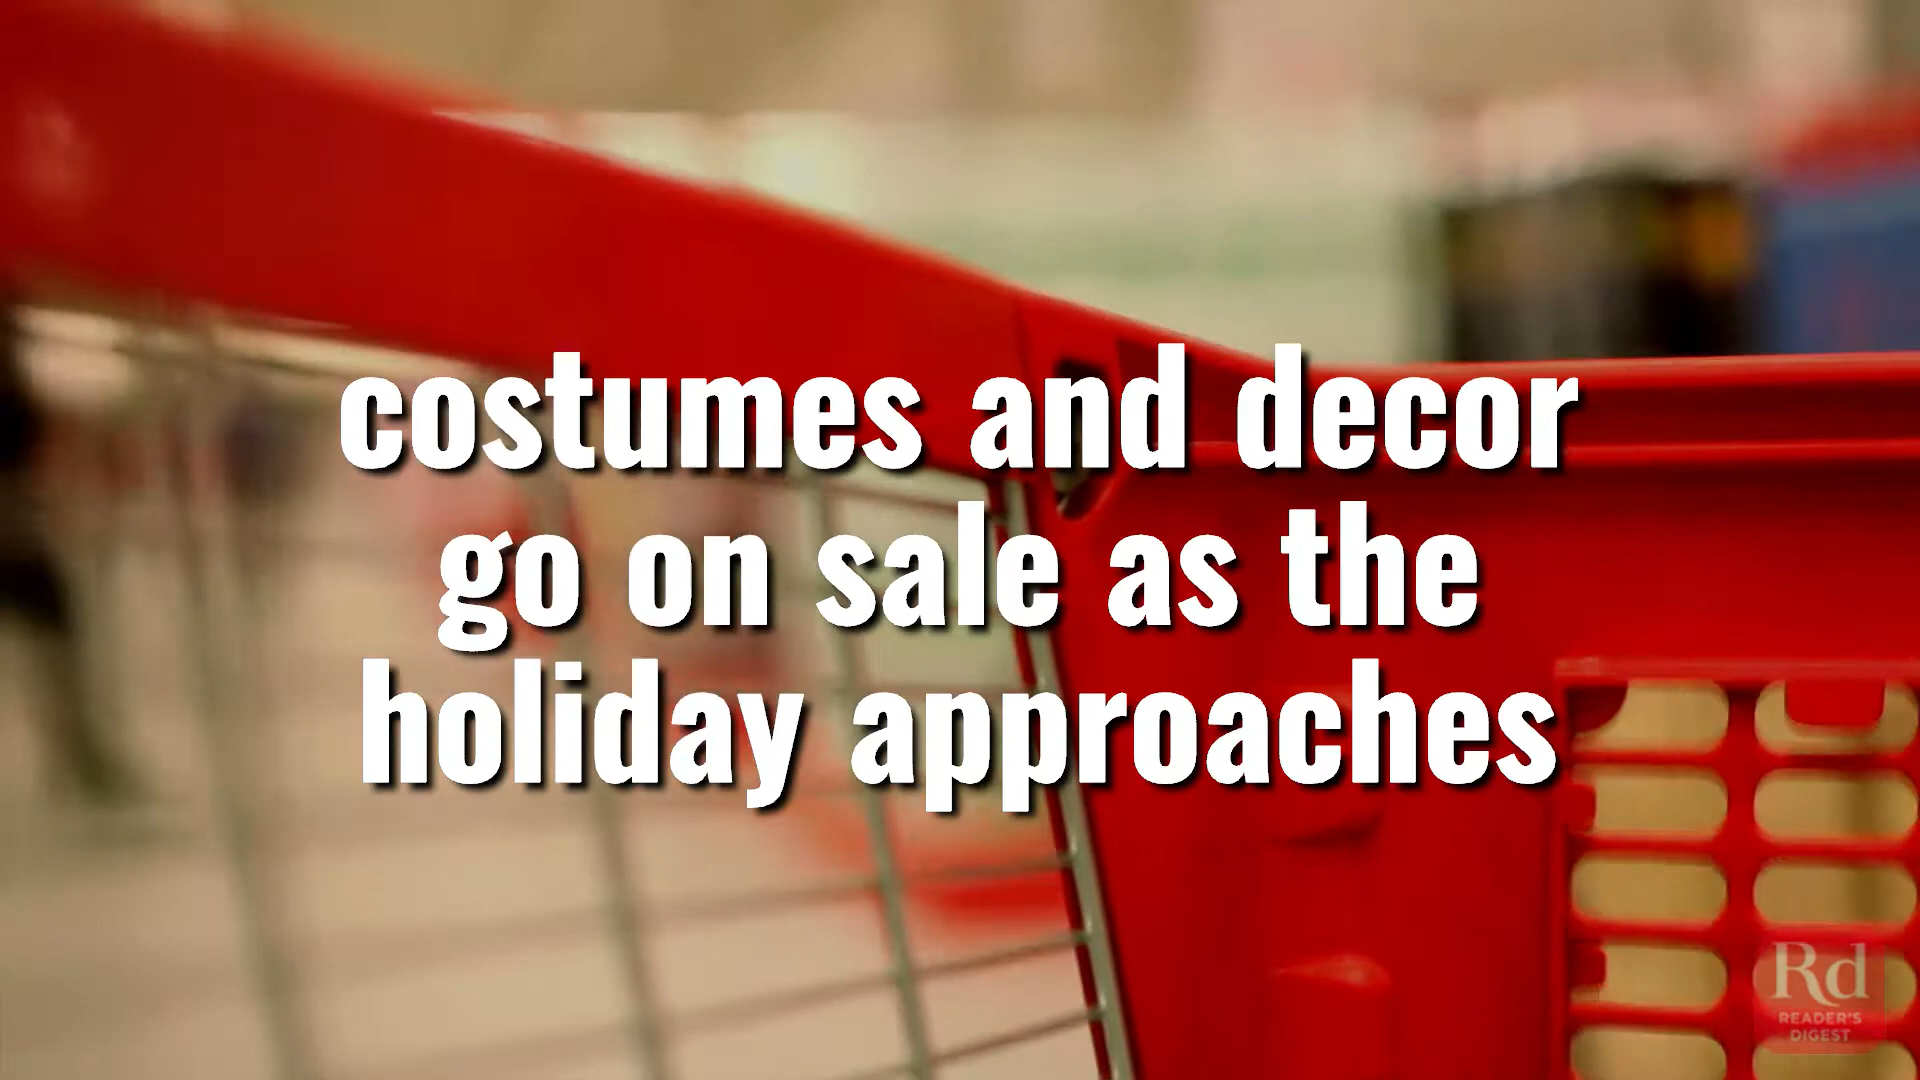 costumes and decor
go on sale as the
holiday approaches
Rd
READER'S
DIGEST